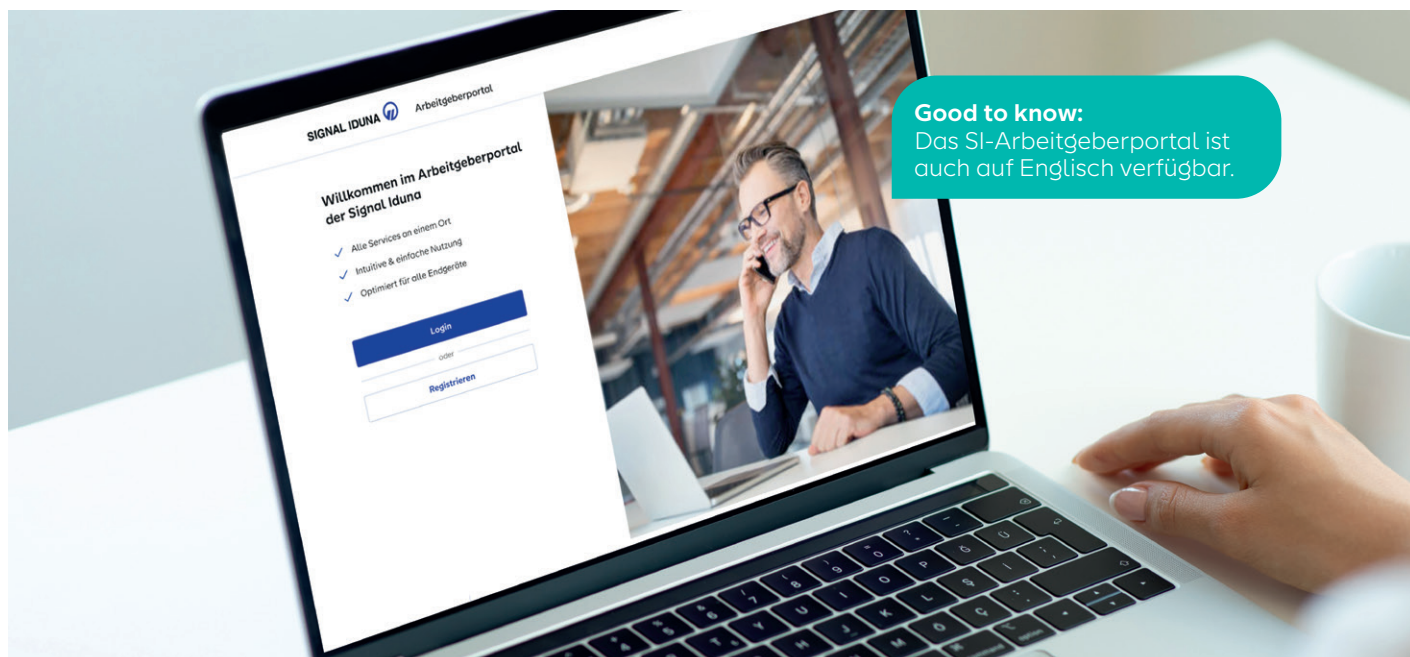 SIGNAL IDUNA
Arbeitgeberportal
Willkommen im Arbeitgeberportal
der Signal Iduna
Alle Services an einem Ort
Intuitive & einfache Nutzung
Optimiert für alle Endgeräte
Login
oder
Registrieren
Good to know:
Das SI-Arbeitgeberportal ist
auch auf Englisch verfügbar.